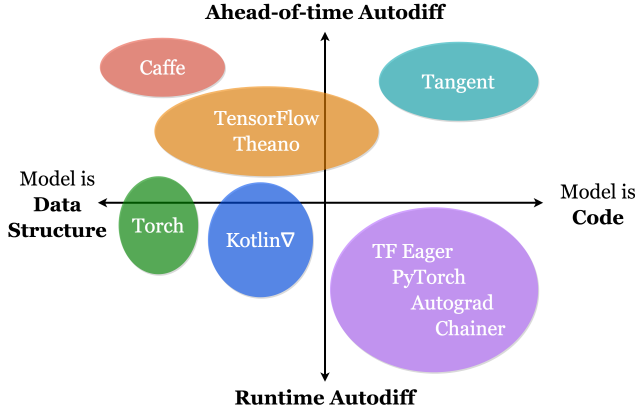 Ahead-of-time Autodiff
Caffe
Tangent
TensorFlow
Theano
Model is
Data
Structure
Model is
Code
Torch
Kotlin∇
TF Eager
PyTorch
Autograd
Chainer
Runtime Autodiff